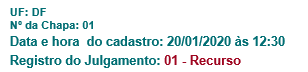 UF: DF
Nº da Chapa: 01
Data e hora do cadastro: 20/01/2020 às 12:30
Registro do Julgamento: 01 - Recurso